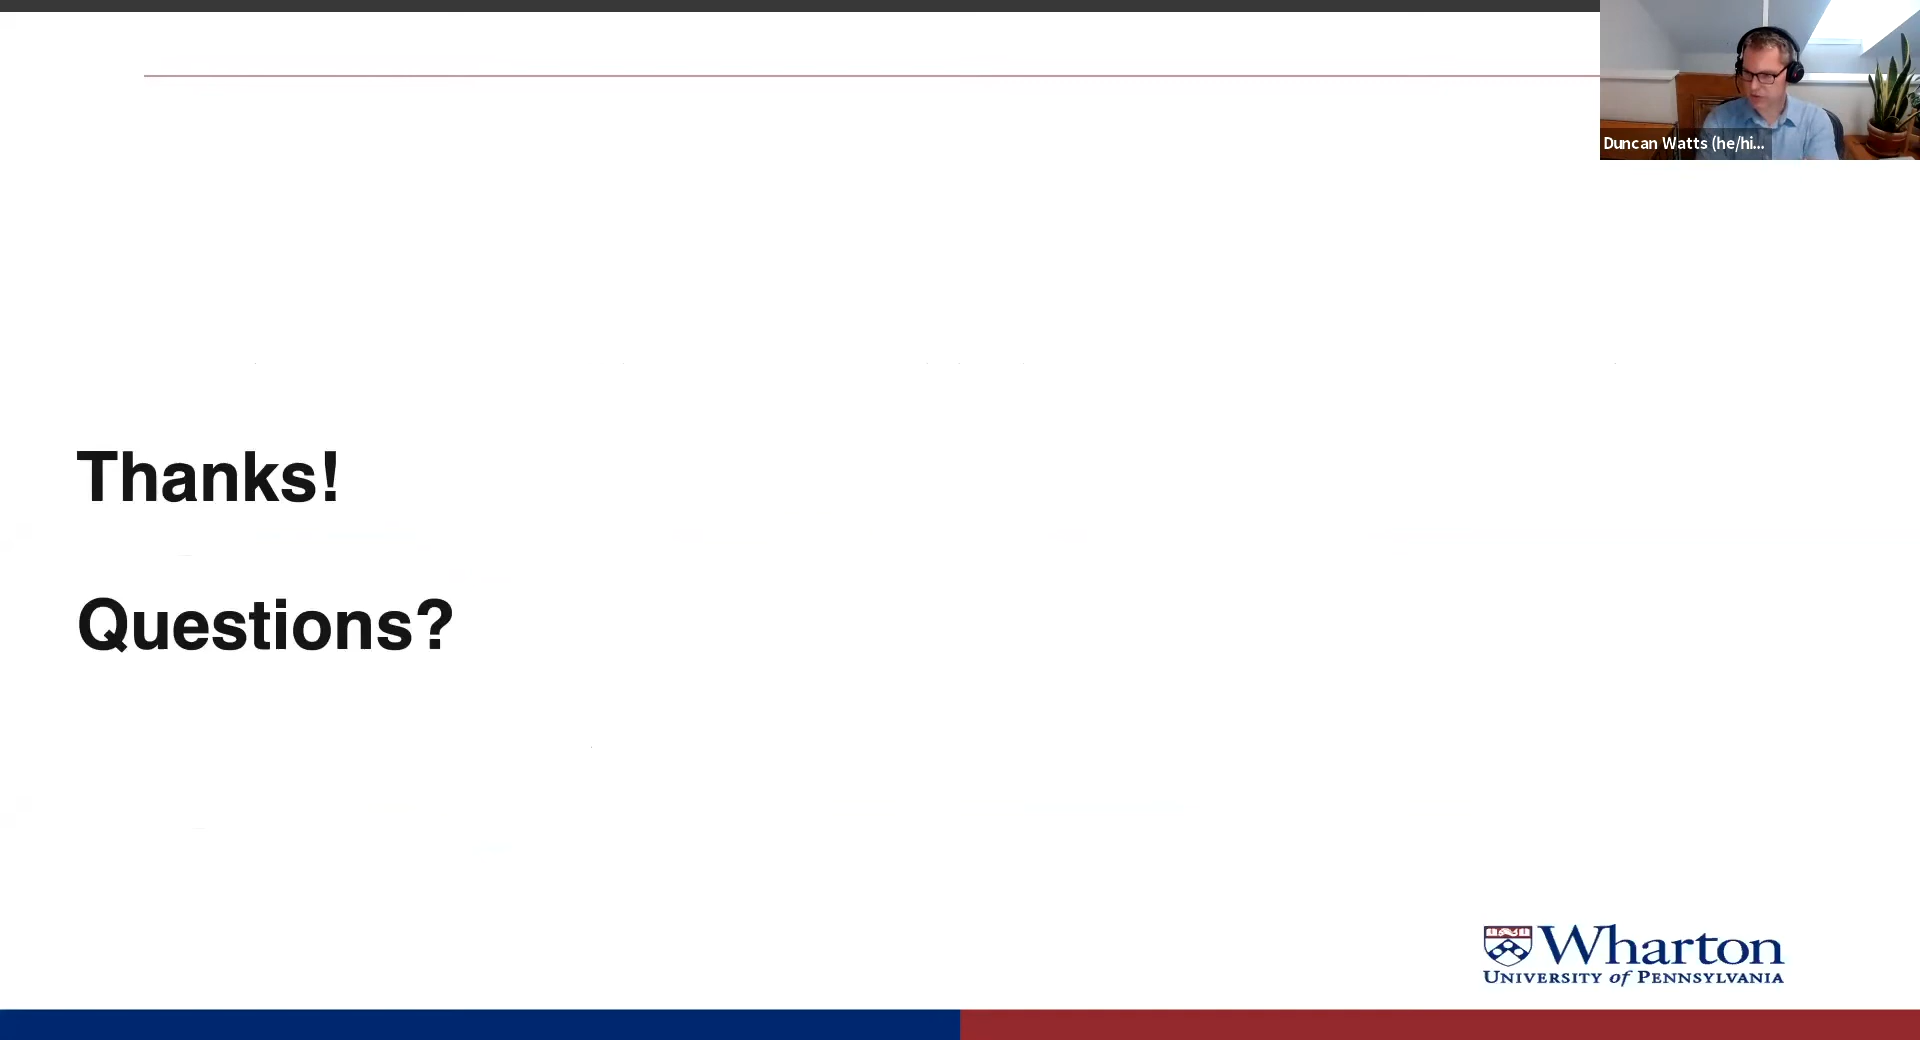 Duncan Watts (he/hi...
Thanks!
Questions?
Wharton
UNIVERSITY of PENNSYLVANIA